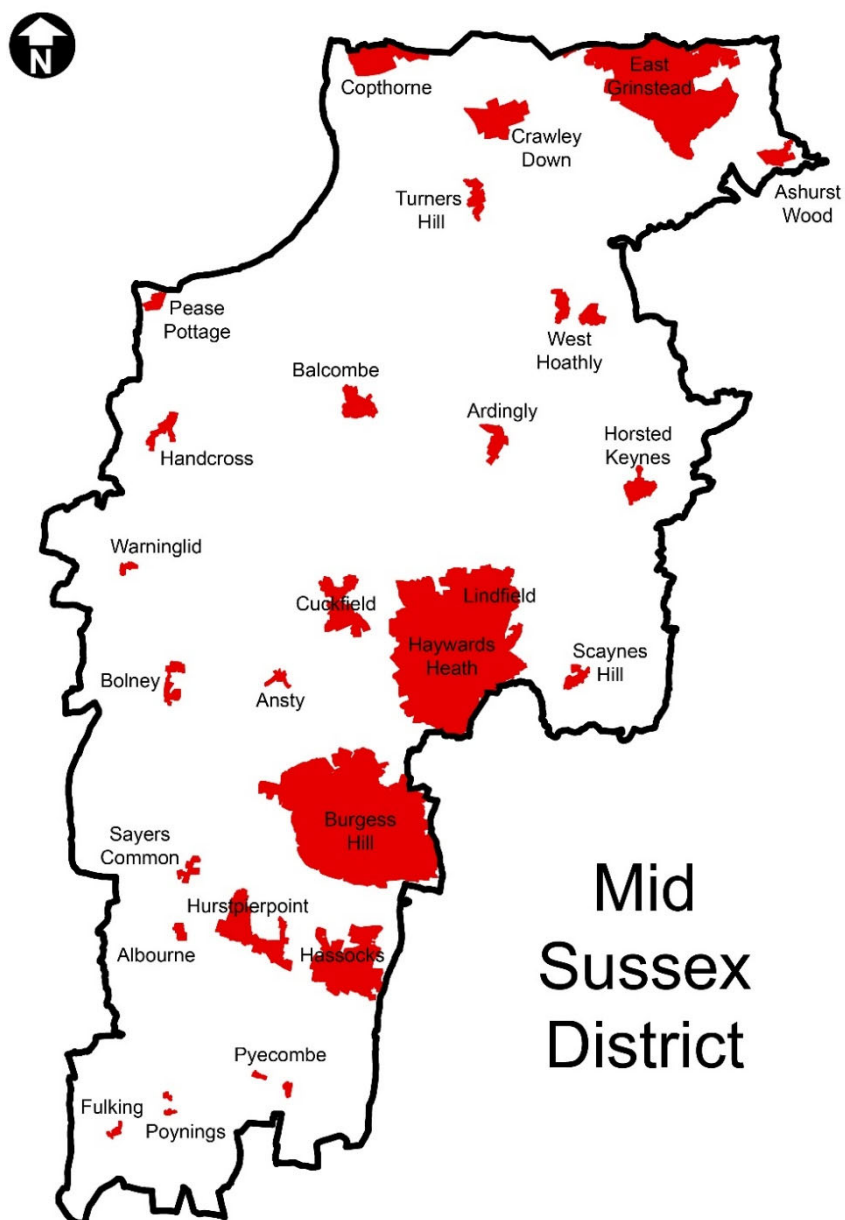 N
East
Grinstead
Copthorne
Crawley
Down
Ashurst
Wood
Turners
Hill
Pease
Pottage
West
Hoathly
Balcombe
Ardingly
Horsted
Keynes
Handcross
Warninglid
Lindfield
Cuckfield
Haywards
Heath
Scaynes
Hill
Bolney
Ansty
Burgess
Hill
Sayers
Common
Hurstpierpoint
Albourne
Hassocks
Mid
Sussex
District
Pyecombe
Fulking
Poynings